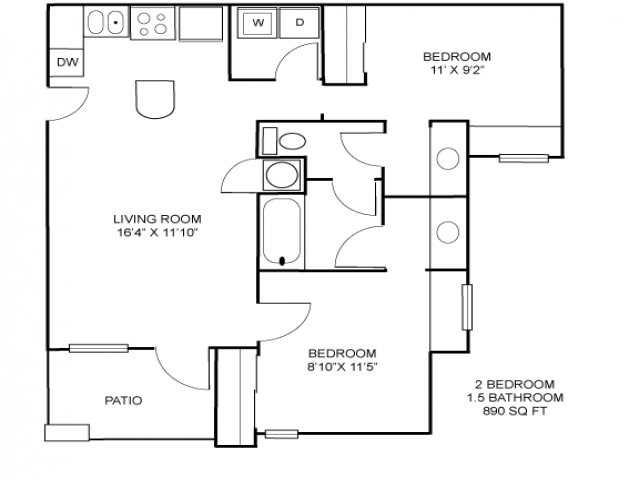 W
D
DW
BEDROOM
11' X 9'2"
LIVING ROOM
16'4" X 11'10"
BEDROOM
8'10"X 11'5"
PATIO
2 BEDROOM
1.5 BATHROOM
890 SQ FT